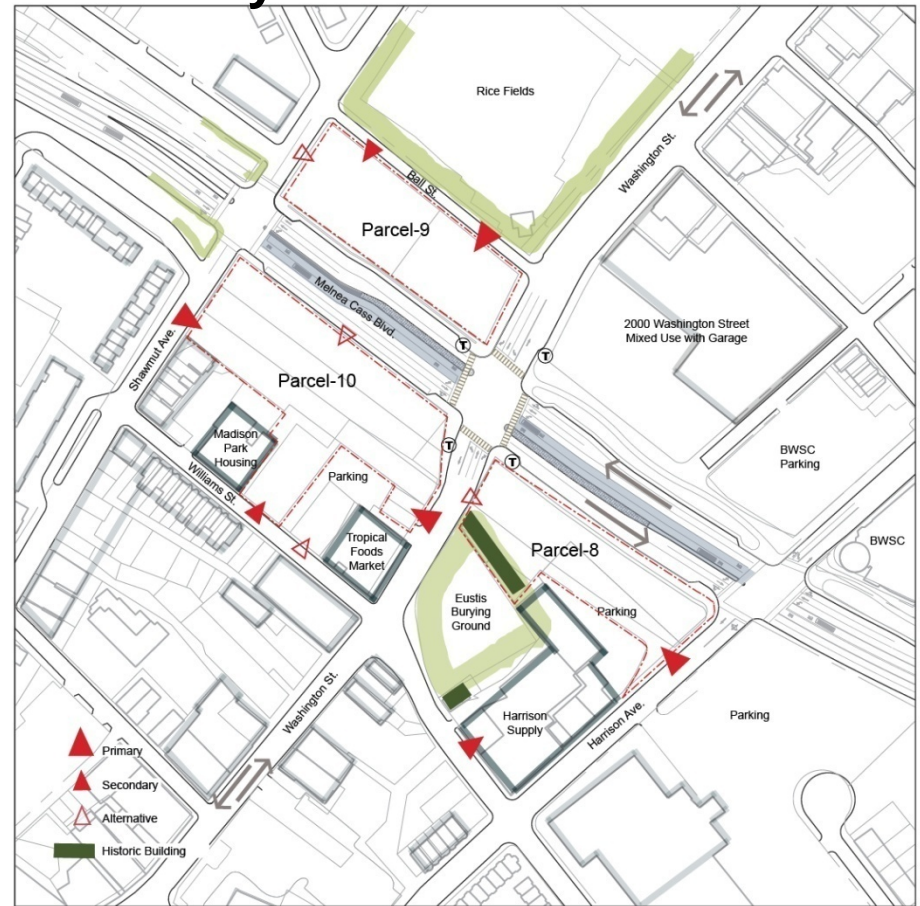 Rice Fields
Washington St.
Ball St.
Parcel-9
Melnea Cass Blvd.
2000 Washington Street
Mixed Use with Garage
T
T
Shawmut Ave.
Parcel-10
Madison
Park
Housing
T
T
BWSC
Parking
Parking
Williams St.
Tropical
Foods
Market
Parcel-8
BWSC
Eustis
Burying
Ground
Parking
Washington St.
Harrison
Supply
Harrison Ave.
Parking
Primary
Secondary
Alternative
Historic Building